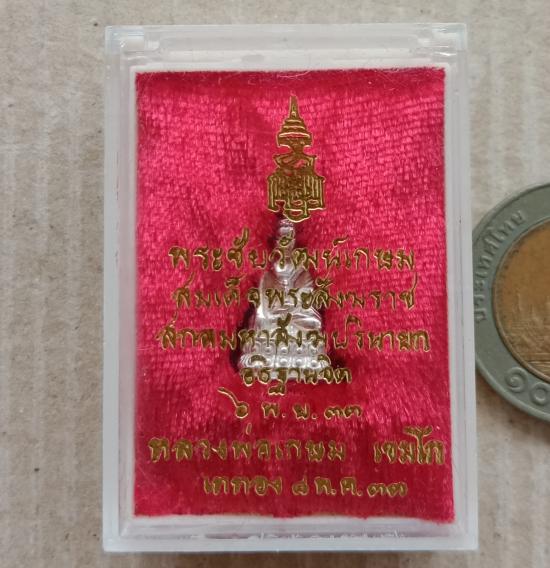 พระชัยวัฒน์เกษม
สมเด็จพระสังฆราช
สกลมหาสังฆปรินายก
อธิฐานจิต
๖ พ.ย. ๓๓
หลวงพ่อเกษม เขมโก
เททอง ๘ พ.ค. ๓๓
ประเทศไทย
๑๐